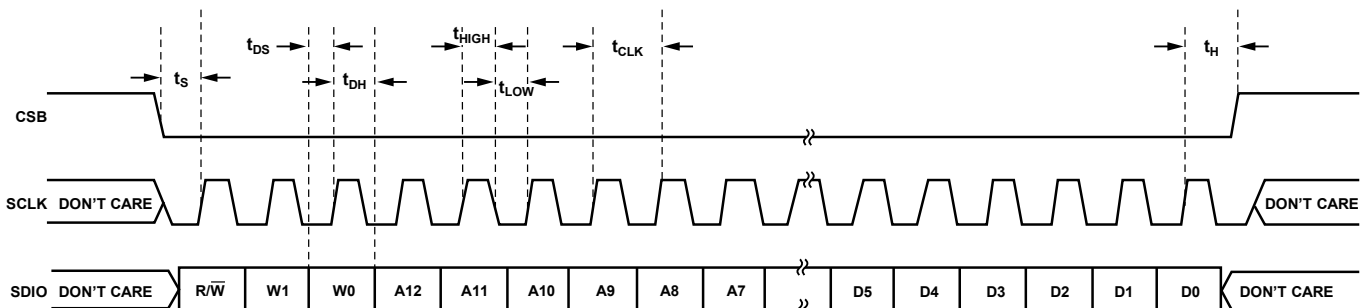 tHIGH
tDS
tCLK
tH
tS
tDH
tLOW
CSB
SCLK DON'T CARE DON'T CARE
SDIO DON'T CARE R/W̅ W1 W0 A12 A11 A10 A9 A8 A7 D5 D4 D3 D2 D1 D0 DON'T CARE